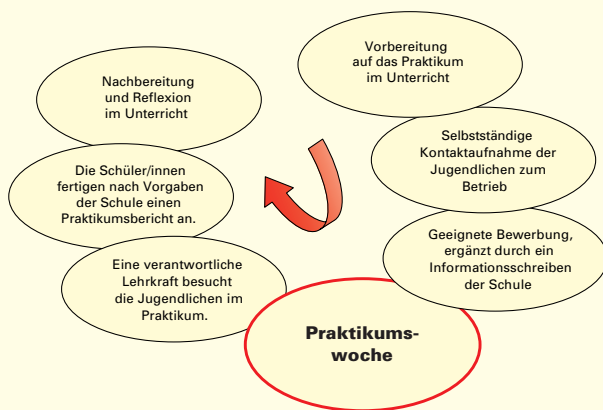 Vorbereitung
auf das Praktikum
im Unterricht
Selbstständige
Kontaktaufnahme der
Jugendlichen zum
Betrieb
Geeignete Bewerbung,
ergänzt durch ein
Informationsschreiben
der Schule
Praktikums-
woche
Eine verantwortliche
Lehrkraft besucht
die Jugendlichen im
Praktikum.
Die Schüler/innen
fertigen nach Vorgaben
der Schule einen
Praktikumsbericht an.
Nachbereitung
und Reflexion
im Unterricht